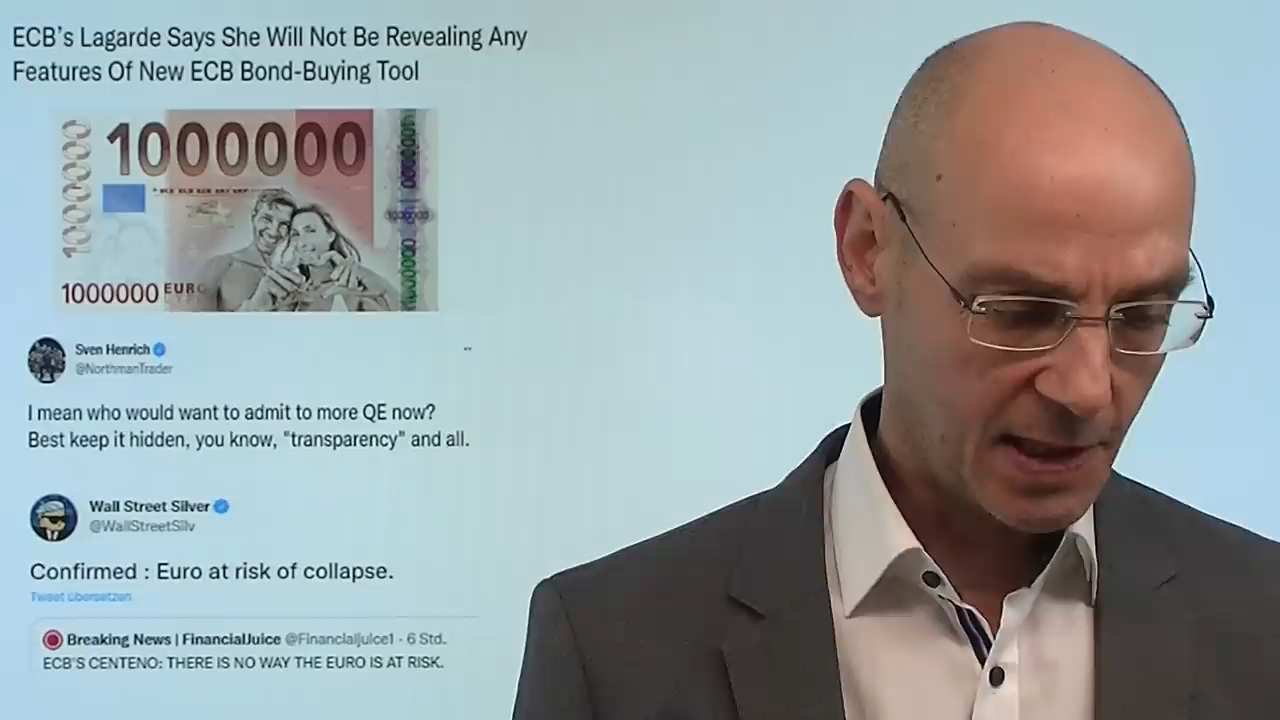 ECB's Lagarde Says She Will Not Be Revealing Any
Features Of New ECB Bond-Buying Tool
1000000
1000000
1000000
1000000 EURO
Sven Henrich
@NorthmanTrader
I mean who would want to admit to more QE now?
Best keep it hidden, you know, "transparency" and all.
Wall Street Silver
@WallStreetSilv
Confirmed : Euro at risk of collapse.
Tweet übersetzen
Breaking News | FinancialJuice @Financialjuice1 · 6 Std.
ECB'S CENTENO: THERE IS NO WAY THE EURO IS AT RISK.